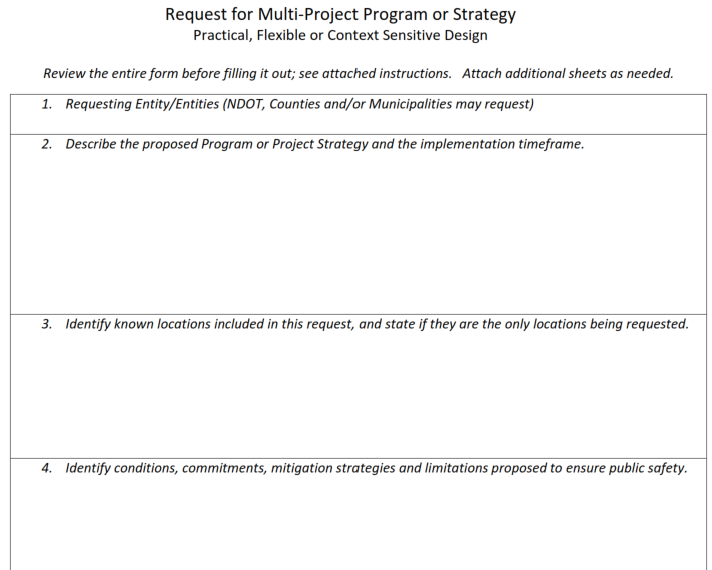 Request for Multi-Project Program or Strategy
Practical, Flexible or Context Sensitive Design
Review the entire form before filling it out; see attached instructions.   Attach additional sheets as needed.
1. Requesting Entity/Entities (NDOT, Counties and/or Municipalities may request)
2. Describe the proposed Program or Project Strategy and the implementation timeframe.
3. Identify known locations included in this request, and state if they are the only locations being requested.
4. Identify conditions, commitments, mitigation strategies and limitations proposed to ensure public safety.